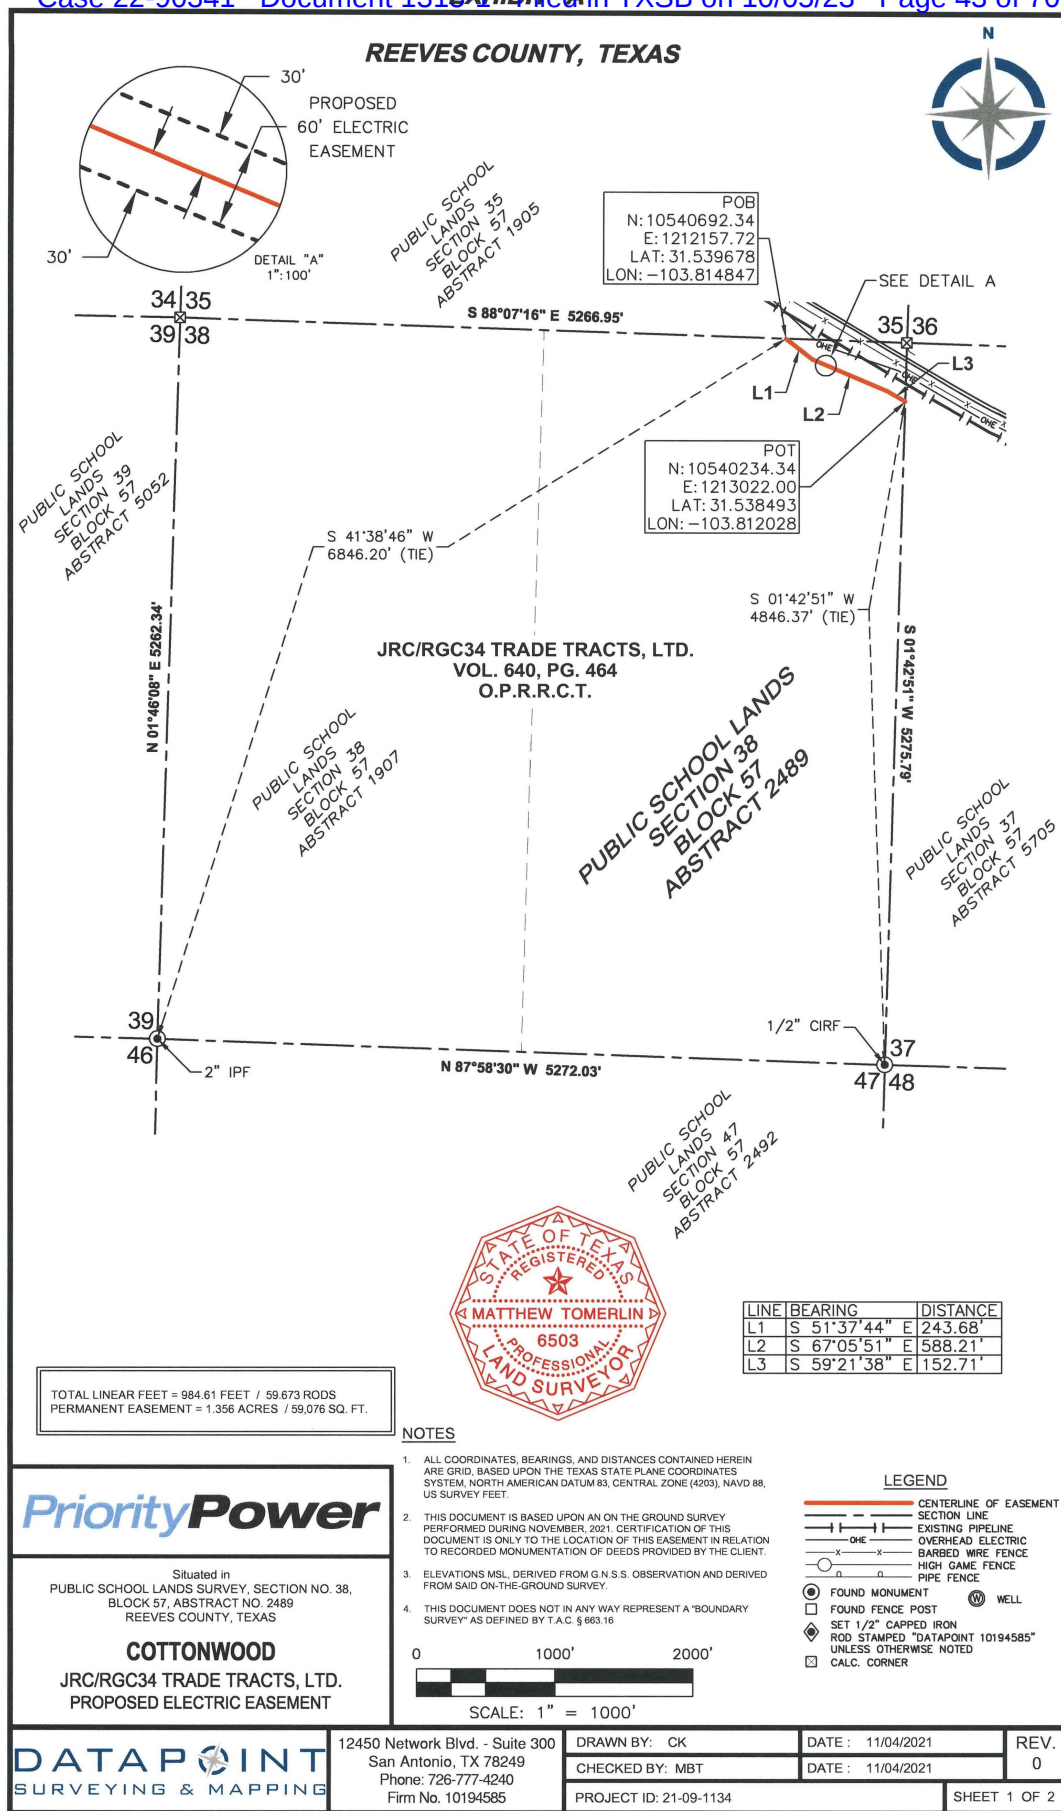 Case 22-90341 Document 1318-1 Filed in TXSB on 10/05/23 Page 43 of 70
REEVES COUNTY, TEXAS
N
30'
PROPOSED
60' ELECTRIC
EASEMENT
30'
DETAIL "A"
1":100'
PUBLIC SCHOOL
LANDS
SECTION 35
BLOCK 57
ABSTRACT 1905
POB
N: 10540692.34
E: 1212157.72
LAT: 31.539678
LON: -103.814847
SEE DETAIL A
34 35
39 38
S 88°07'16" E 5266.95'
35 36
OHE
OHE
OHE
L1
L2
L3
POT
N: 10540234.34
E: 1213022.00
LAT: 31.538493
LON: -103.812028
PUBLIC SCHOOL
LANDS
SECTION 39
BLOCK 57
ABSTRACT 5052
S 41°38'46" W
6846.20' (TIE)
S 01°42'51" W
4846.37' (TIE)
N 01°46'08" E 5262.34'
S 01°42'51" W 5275.79'
JRC/RGC34 TRADE TRACTS, LTD.
VOL. 640, PG. 464
O.P.R.R.C.T.
PUBLIC SCHOOL
LANDS
SECTION 38
BLOCK 57
ABSTRACT 1907
PUBLIC SCHOOL LANDS
SECTION 38
BLOCK 57
ABSTRACT 2489
PUBLIC SCHOOL
LANDS
SECTION 37
BLOCK 57
ABSTRACT 5705
39
46
2" IPF
N 87°58'30" W 5272.03'
1/2" CIRF
37
47 48
PUBLIC SCHOOL
LANDS
SECTION 47
BLOCK 57
ABSTRACT 2492
STATE OF TEXAS
REGISTERED
MATTHEW TOMERLIN
6503
PROFESSIONAL
LAND SURVEYOR
LINE BEARING DISTANCE
L1 S 51°37'44" E 243.68'
L2 S 67°05'51" E 588.21'
L3 S 59°21'38" E 152.71'
TOTAL LINEAR FEET = 984.61 FEET / 59.673 RODS
PERMANENT EASEMENT = 1.356 ACRES / 59,076 SQ. FT.
NOTES
1. ALL COORDINATES, BEARINGS, AND DISTANCES CONTAINED HEREIN
ARE GRID, BASED UPON THE TEXAS STATE PLANE COORDINATES
SYSTEM, NORTH AMERICAN DATUM 83, CENTRAL ZONE (4203), NAVD 88,
US SURVEY FEET.
2. THIS DOCUMENT IS BASED UPON AN ON THE GROUND SURVEY
PERFORMED DURING NOVEMBER, 2021. CERTIFICATION OF THIS
DOCUMENT IS ONLY TO THE LOCATION OF THIS EASEMENT IN RELATION
TO RECORDED MONUMENTATION OF DEEDS PROVIDED BY THE CLIENT.
3. ELEVATIONS MSL, DERIVED FROM G.N.S.S. OBSERVATION AND DERIVED
FROM SAID ON-THE-GROUND SURVEY.
4. THIS DOCUMENT DOES NOT IN ANY WAY REPRESENT A "BOUNDARY
SURVEY" AS DEFINED BY T.A.C. § 663.16
LEGEND
CENTERLINE OF EASEMENT
SECTION LINE
EXISTING PIPELINE
OHE OVERHEAD ELECTRIC
BARBED WIRE FENCE
HIGH GAME FENCE
PIPE FENCE
FOUND MONUMENT
W WELL
FOUND FENCE POST
SET 1/2" CAPPED IRON
ROD STAMPED "DATAPOINT 10194585"
UNLESS OTHERWISE NOTED
CALC. CORNER
PriorityPower
Situated in
PUBLIC SCHOOL LANDS SURVEY, SECTION NO. 38,
BLOCK 57, ABSTRACT NO. 2489
REEVES COUNTY, TEXAS
COTTONWOOD
JRC/RGC34 TRADE TRACTS, LTD.
PROPOSED ELECTRIC EASEMENT
0 1000' 2000'
SCALE: 1" = 1000'
DATAPOINT
SURVEYING & MAPPING
12450 Network Blvd. - Suite 300
San Antonio, TX 78249
Phone: 726-777-4240
Firm No. 10194585
DRAWN BY: CK
DATE : 11/04/2021
CHECKED BY: MBT
DATE : 11/04/2021
REV.
0
PROJECT ID: 21-09-1134
SHEET 1 OF 2